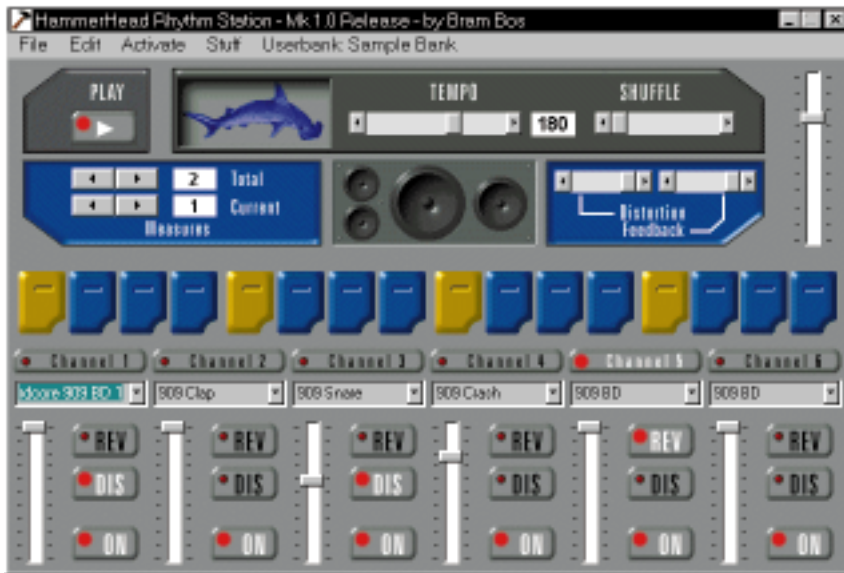 HammerHead Rhythm Station - Mk 1.0 Release - by Bram Bos
File Edit Activate Stuff Userbank: Sample Bank
PLAY TEMPO SHUFFLE
180
2 Total
1 Current
Measures
Distortion
Feedback
Channel 1 Channel 2 Channel 3 Channel 4 Channel 5 Channel 6
909 BD 1 909 Clap 909 Snare 909 Crash 909 BD 909 BD
REV REV REV REV REV REV
DIS DIS DIS DIS DIS DIS
ON ON ON ON ON ON